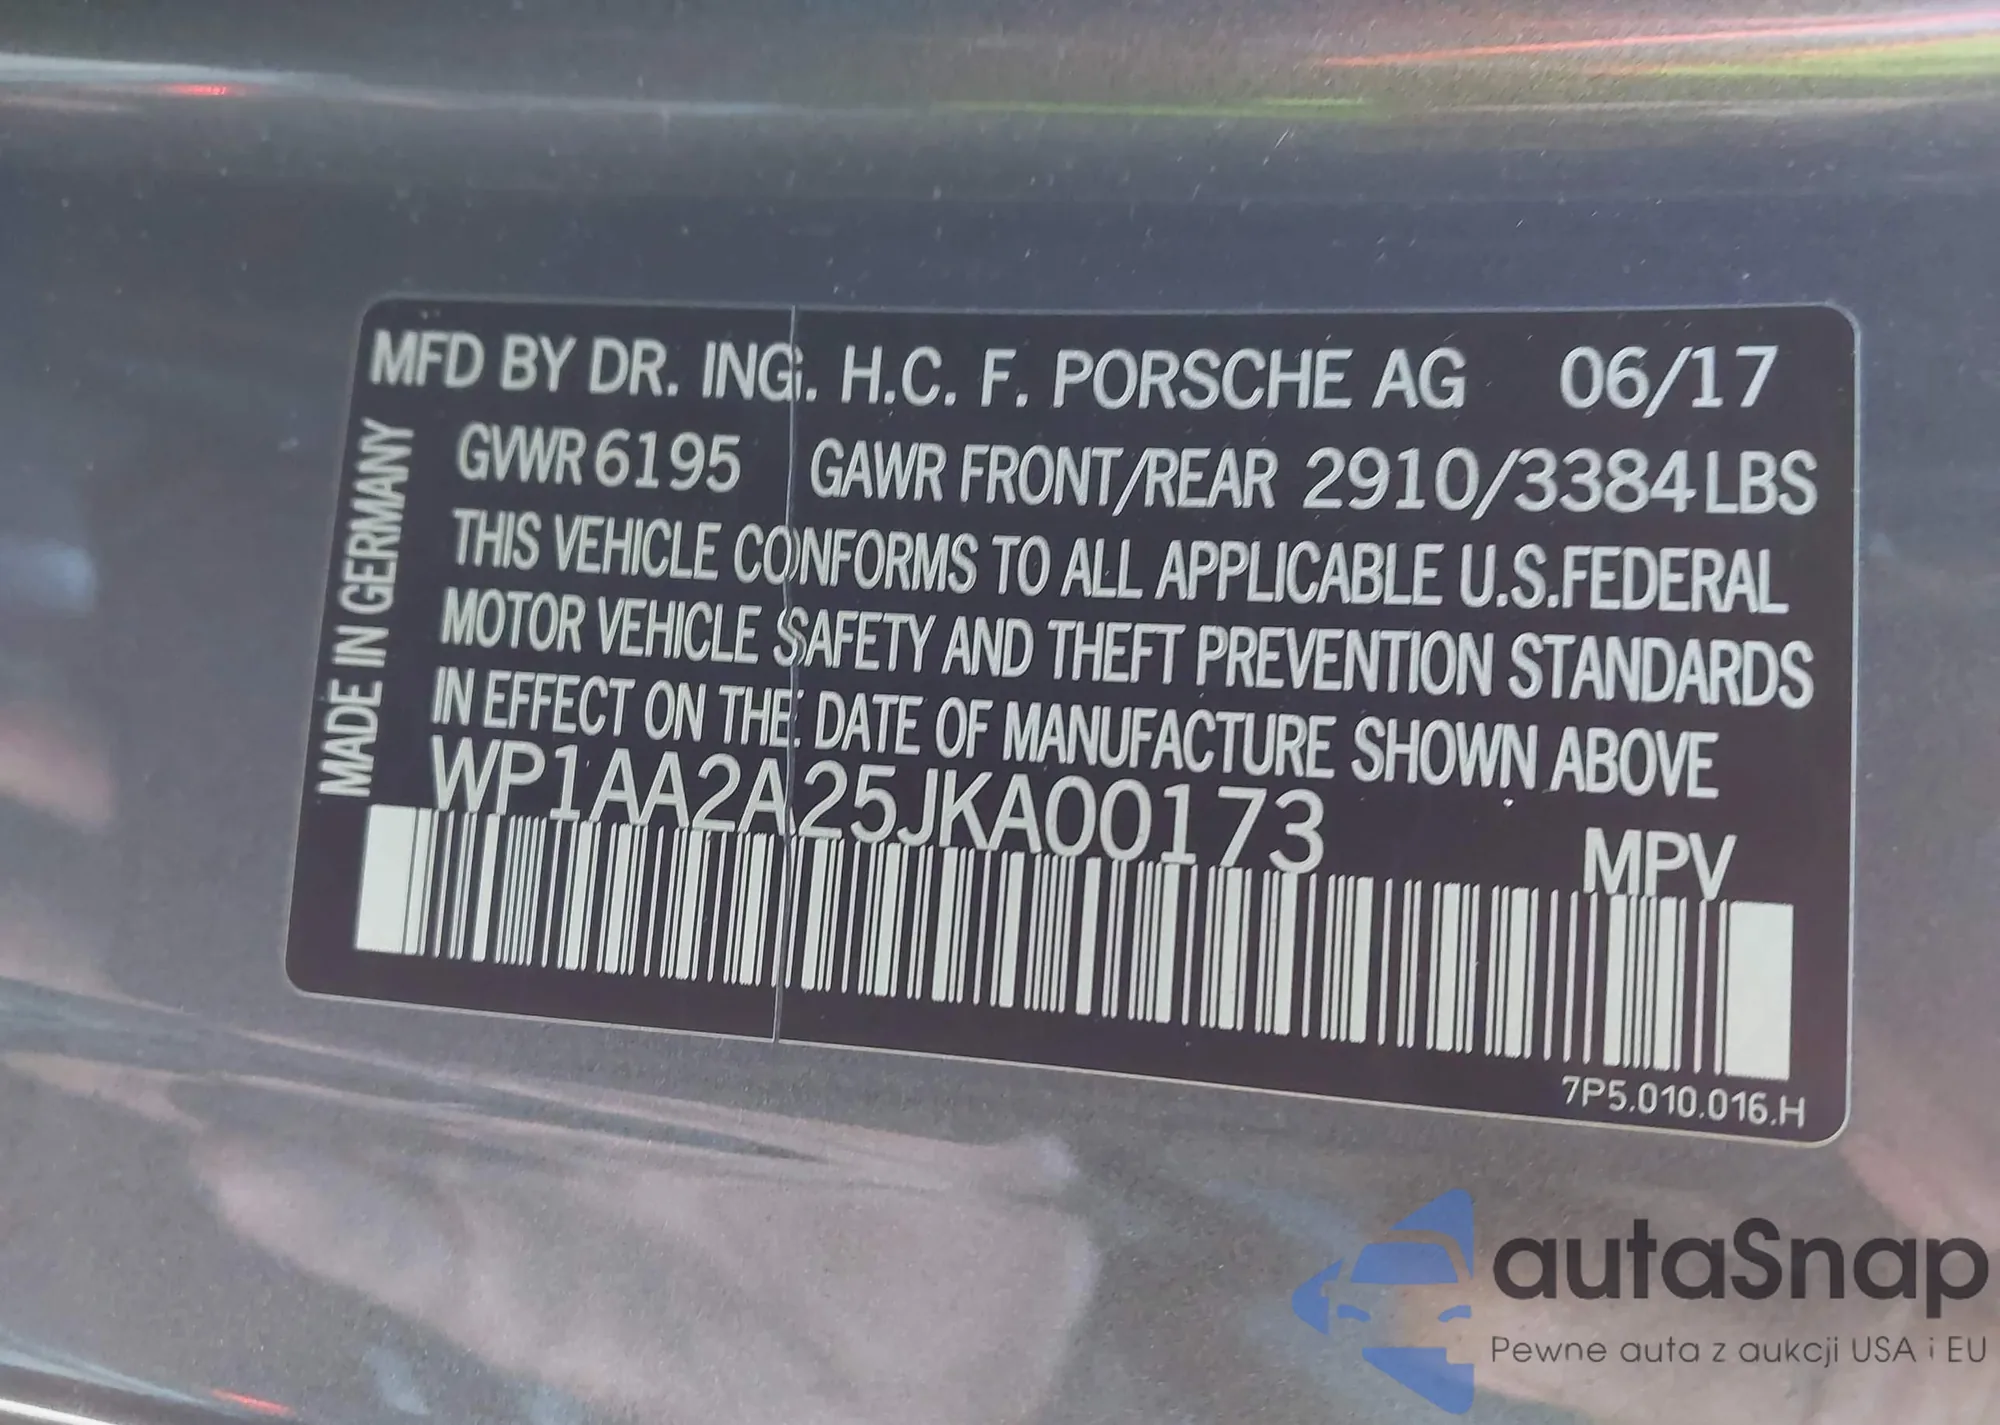 MFD BY DR. ING. H.C. F. PORSCHE AG 06/17
GVWR 6195 GAWR FRONT/REAR 2910/3384 LBS
THIS VEHICLE CONFORMS TO ALL APPLICABLE U.S.FEDERAL
MOTOR VEHICLE SAFETY AND THEFT PREVENTION STANDARDS
IN EFFECT ON THE DATE OF MANUFACTURE SHOWN ABOVE
WP1AA2A25JKA00173 MPV
MADE IN GERMANY
7P5.010.016.H
autaSnap
Pewne auta z aukcji USA i EU